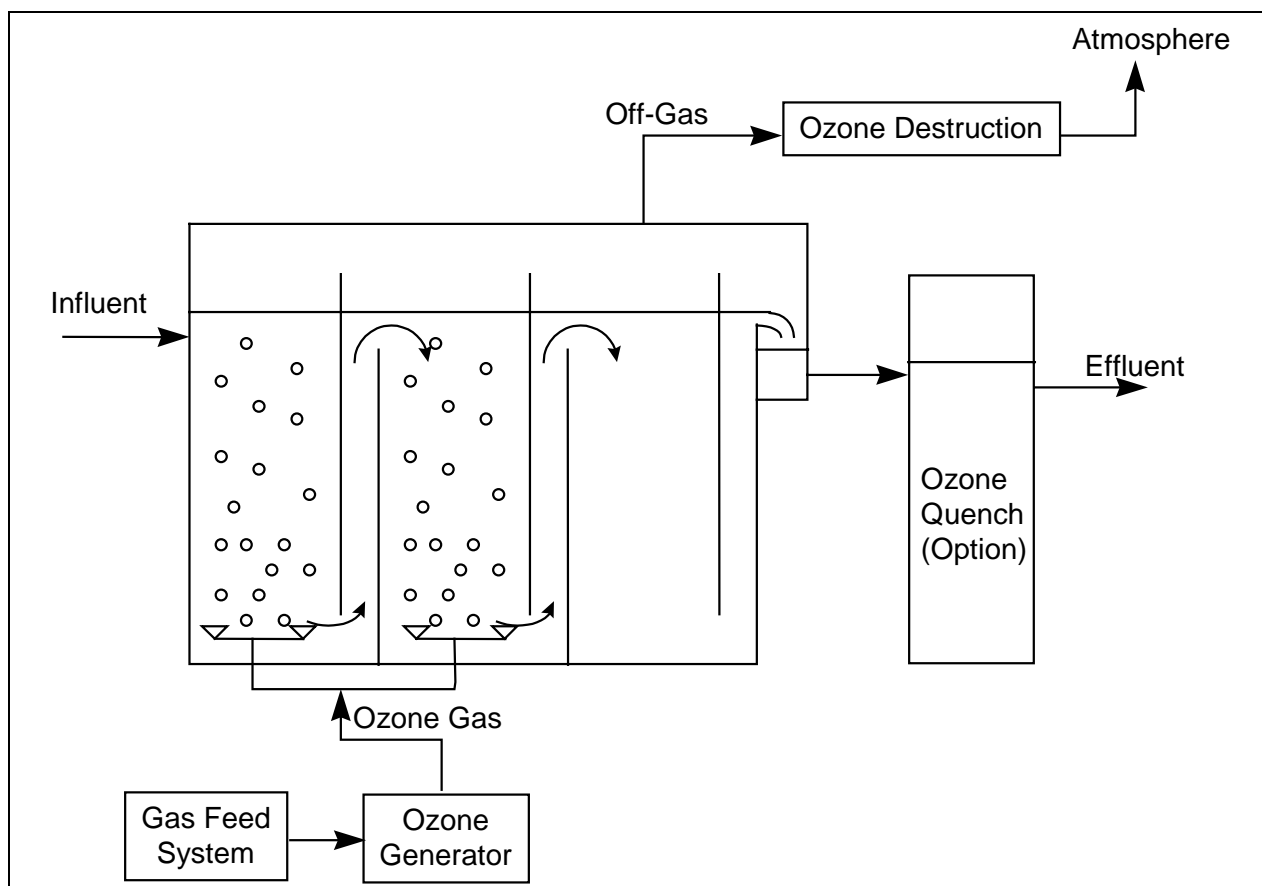 Atmosphere
Off-Gas
Ozone Destruction
Influent
Effluent
Ozone
Quench
(Option)
Ozone Gas
Gas Feed
System
Ozone
Generator